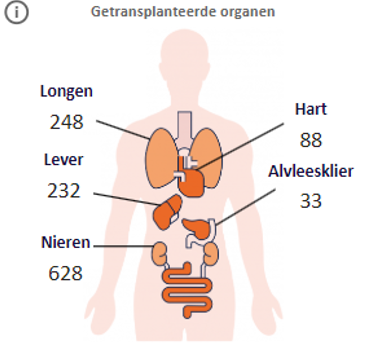 i
Getransplanteerde organen
Longen
248
Lever
232
Nieren
628
Hart
88
Alvleesklier
33